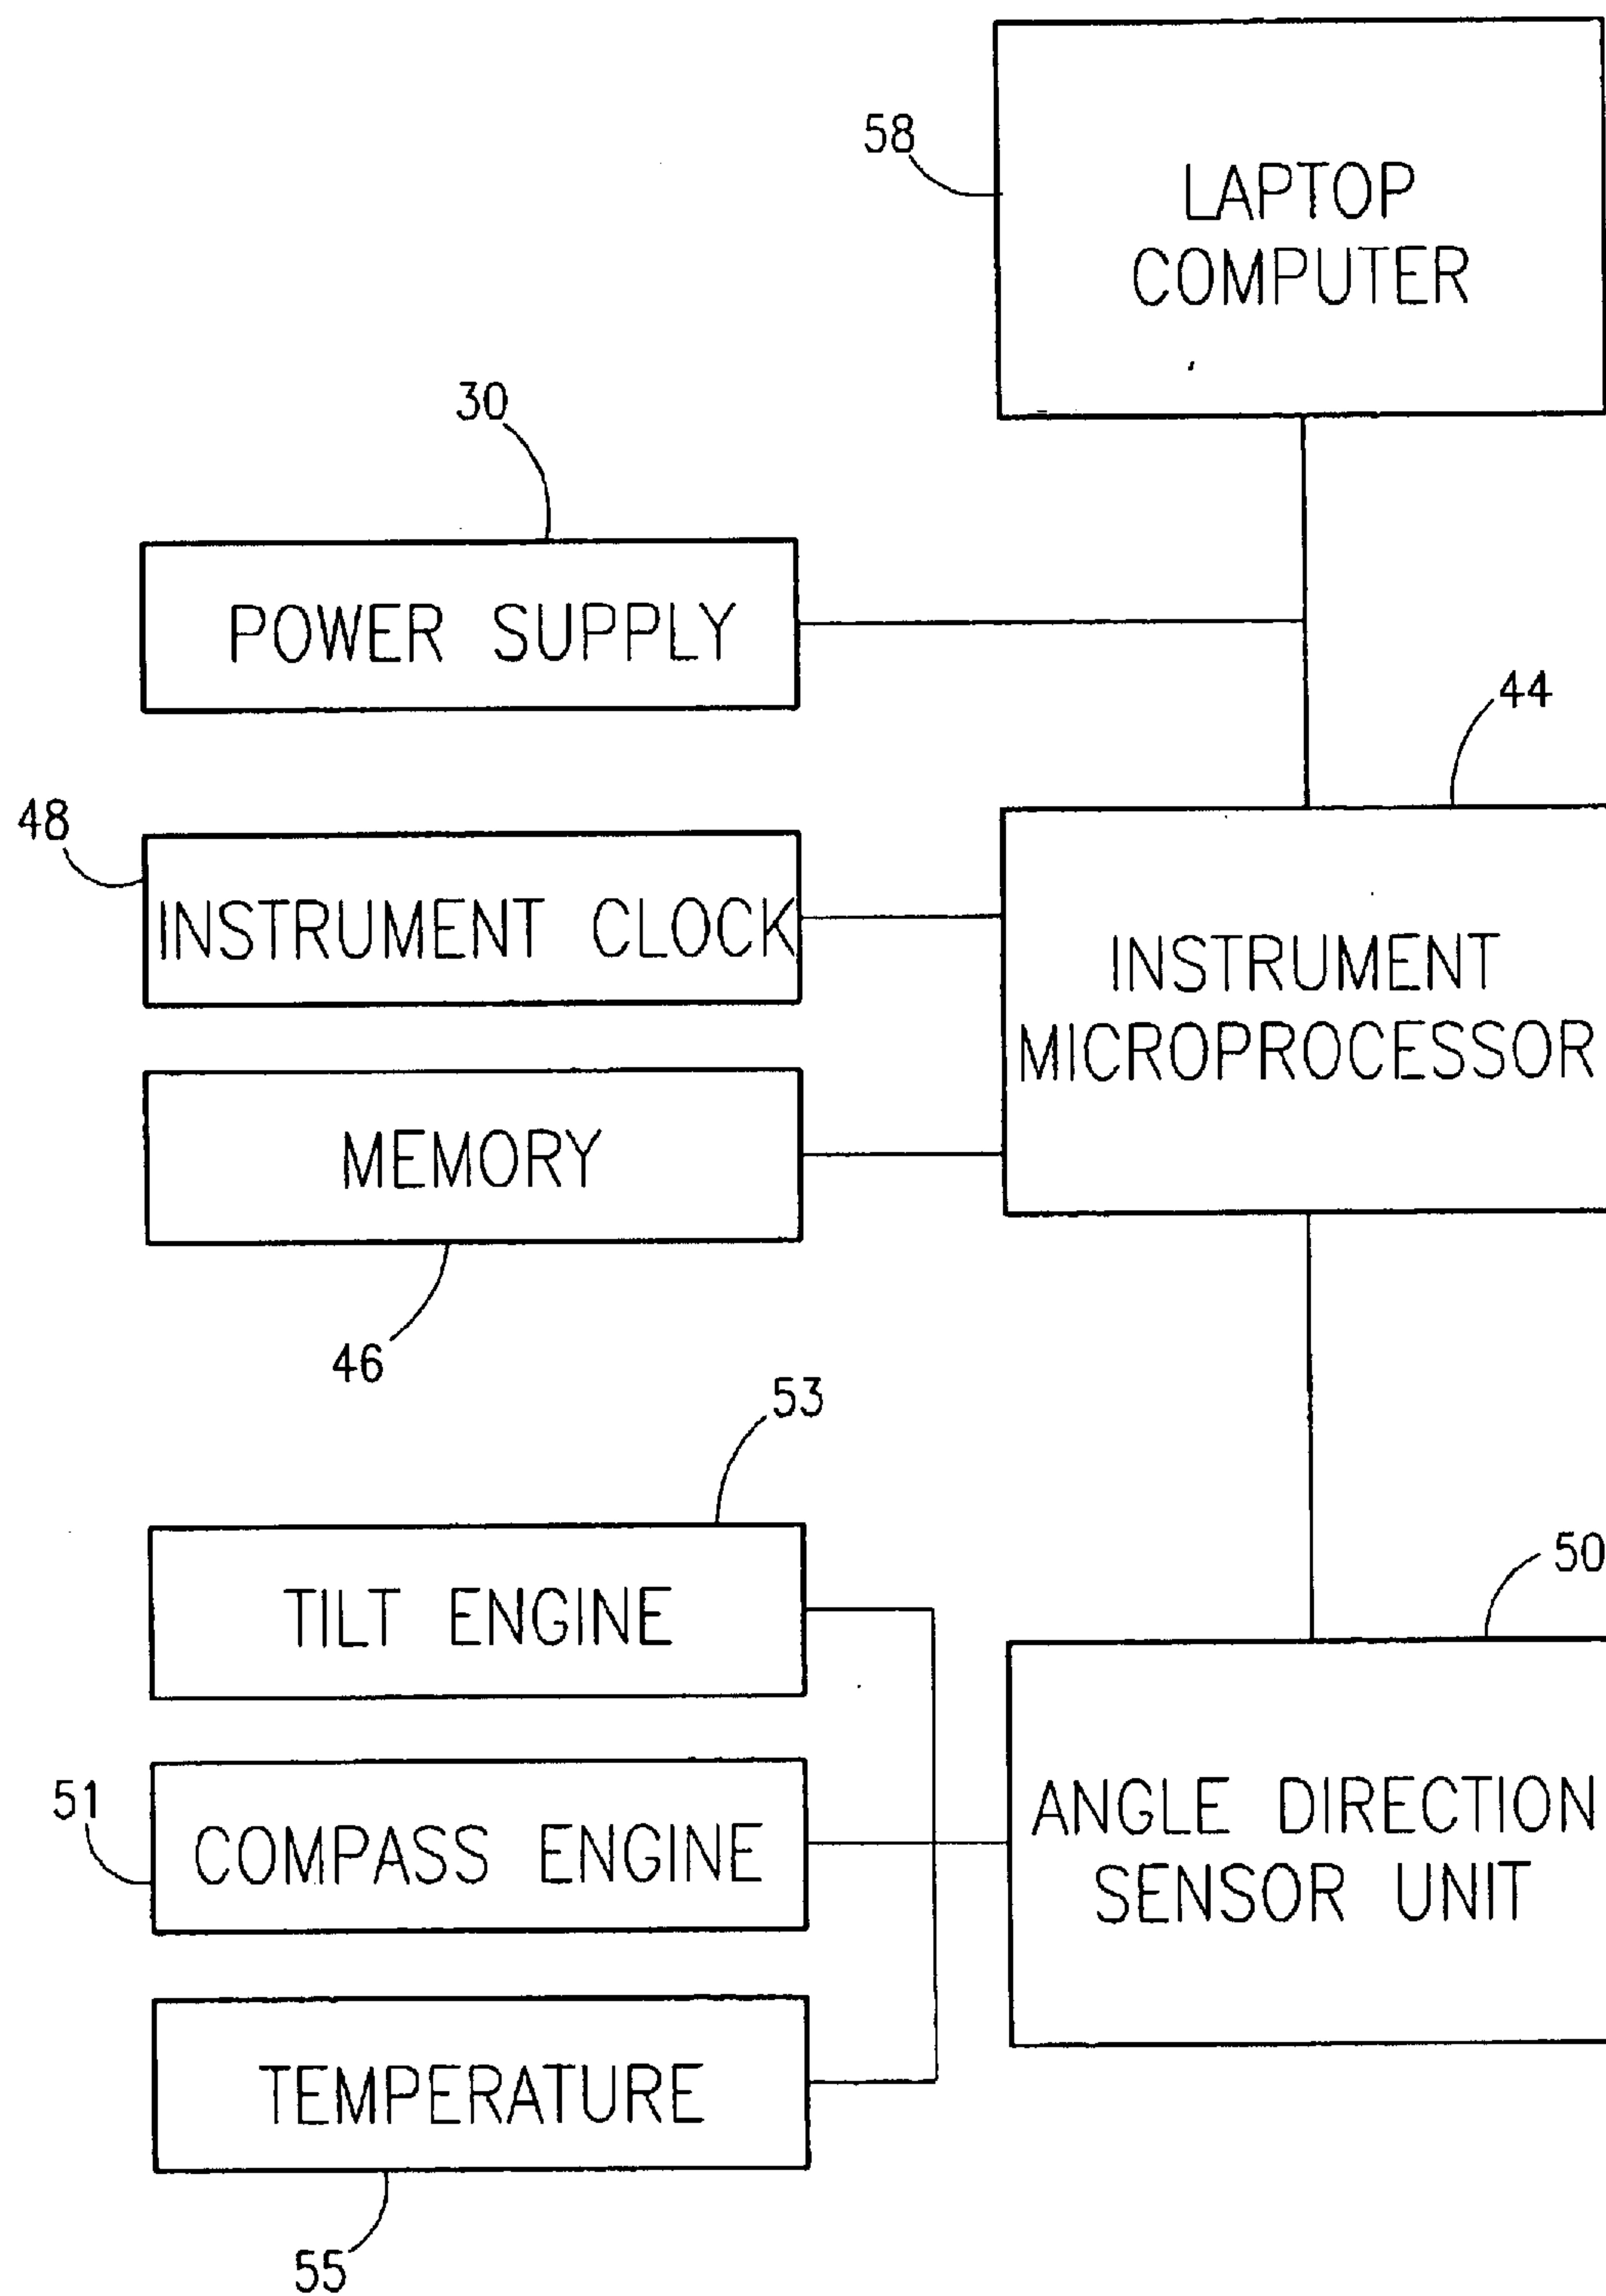 58
LAPTOP
COMPUTER
30
POWER SUPPLY
44
48
INSTRUMENT CLOCK
INSTRUMENT
MICROPROCESSOR
MEMORY
46
53
TILT ENGINE
50
51
COMPASS ENGINE
ANGLE DIRECTION
SENSOR UNIT
TEMPERATURE
55